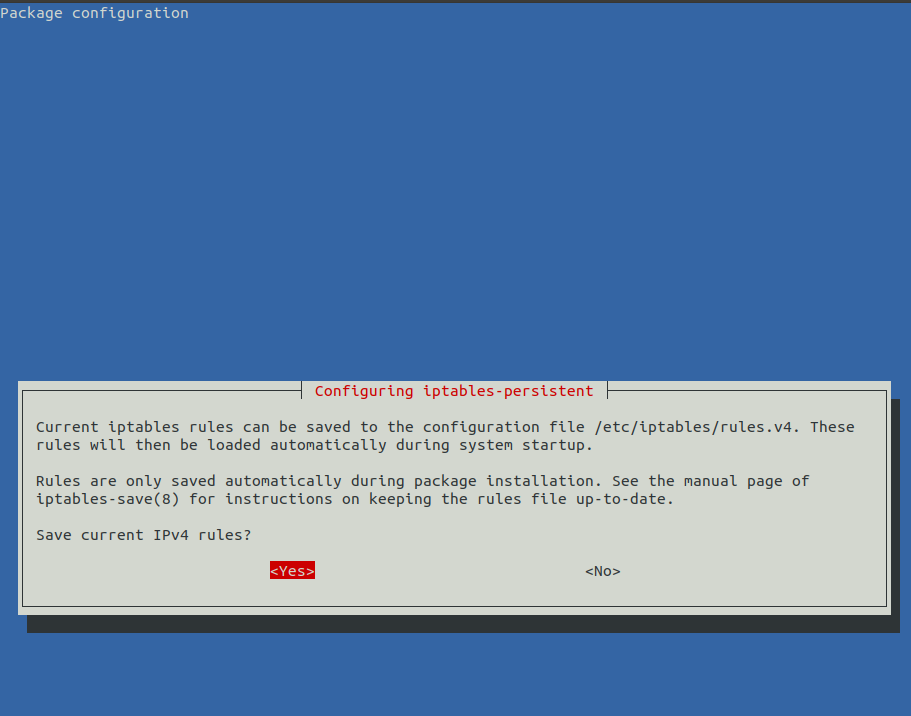 Package configuration
Configuring iptables-persistent
Current iptables rules can be saved to the configuration file /etc/iptables/rules.v4. These
rules will then be loaded automatically during system startup.
Rules are only saved automatically during package installation. See the manual page of
iptables-save(8) for instructions on keeping the rules file up-to-date.
Save current IPv4 rules?
<Yes> <No>